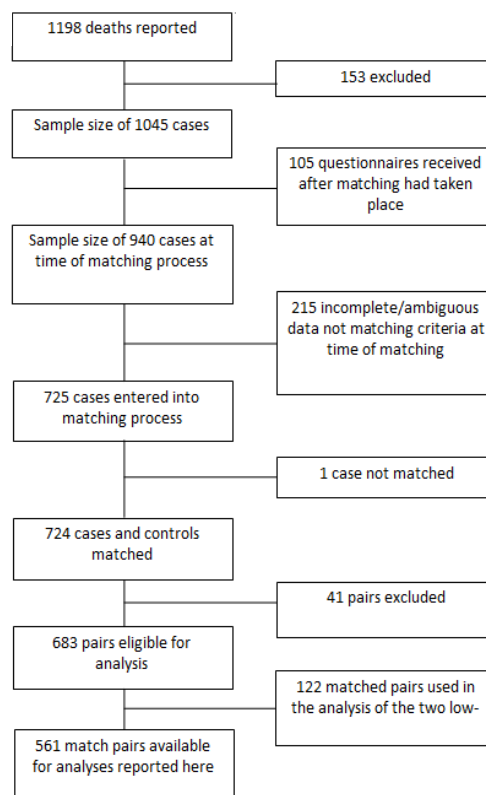 1198 deaths reported
153 excluded
Sample size of 1045 cases
105 questionnaires received
after matching had taken
place
Sample size of 940 cases at
time of matching process
215 incomplete/ambiguous
data not matching criteria at
time of matching
725 cases entered into
matching process
1 case not matched
724 cases and controls
matched
41 pairs excluded
683 pairs eligible for
analysis
122 matched pairs used in
the analysis of the two low-
561 match pairs available
for analyses reported here